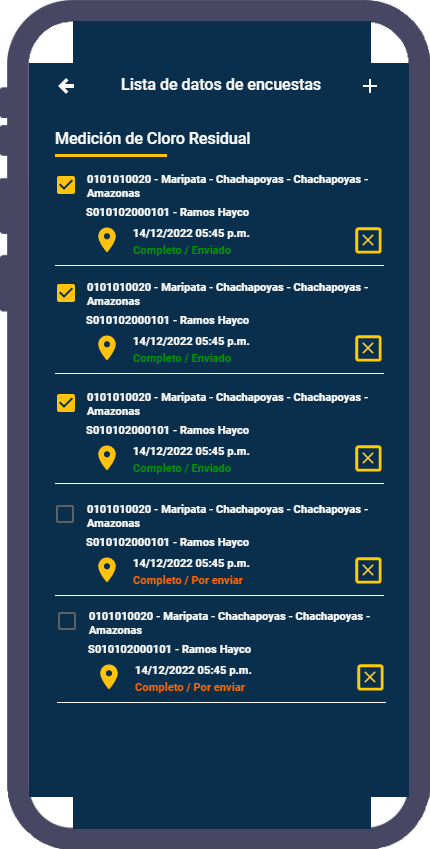 Lista de datos de encuestas
Medición de Cloro Residual
0101010020 - Maripata - Chachapoyas - Chachapoyas -
Amazonas
S010102000101 - Ramos Hayco
14/12/2022 05:45 p.m.
Completo / Enviado
0101010020 - Maripata - Chachapoyas - Chachapoyas -
Amazonas
S010102000101 - Ramos Hayco
14/12/2022 05:45 p.m.
Completo / Enviado
0101010020 - Maripata - Chachapoyas - Chachapoyas -
Amazonas
S010102000101 - Ramos Hayco
14/12/2022 05:45 p.m.
Completo / Enviado
0101010020 - Maripata - Chachapoyas - Chachapoyas -
Amazonas
S010102000101 - Ramos Hayco
14/12/2022 05:45 p.m.
Completo / Por enviar
0101010020 - Maripata - Chachapoyas - Chachapoyas -
Amazonas
S010102000101 - Ramos Hayco
14/12/2022 05:45 p.m.
Completo / Por enviar